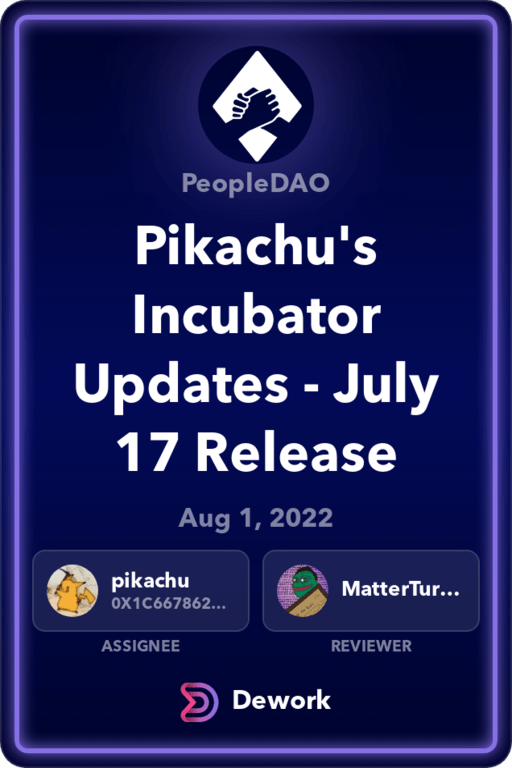 PeopleDAO
Pikachu's
Incubator
Updates - July
17 Release
Aug 1, 2022
pikachu
0X1C667862...
MatterTur...
ASSIGNEE
REVIEWER
Dework